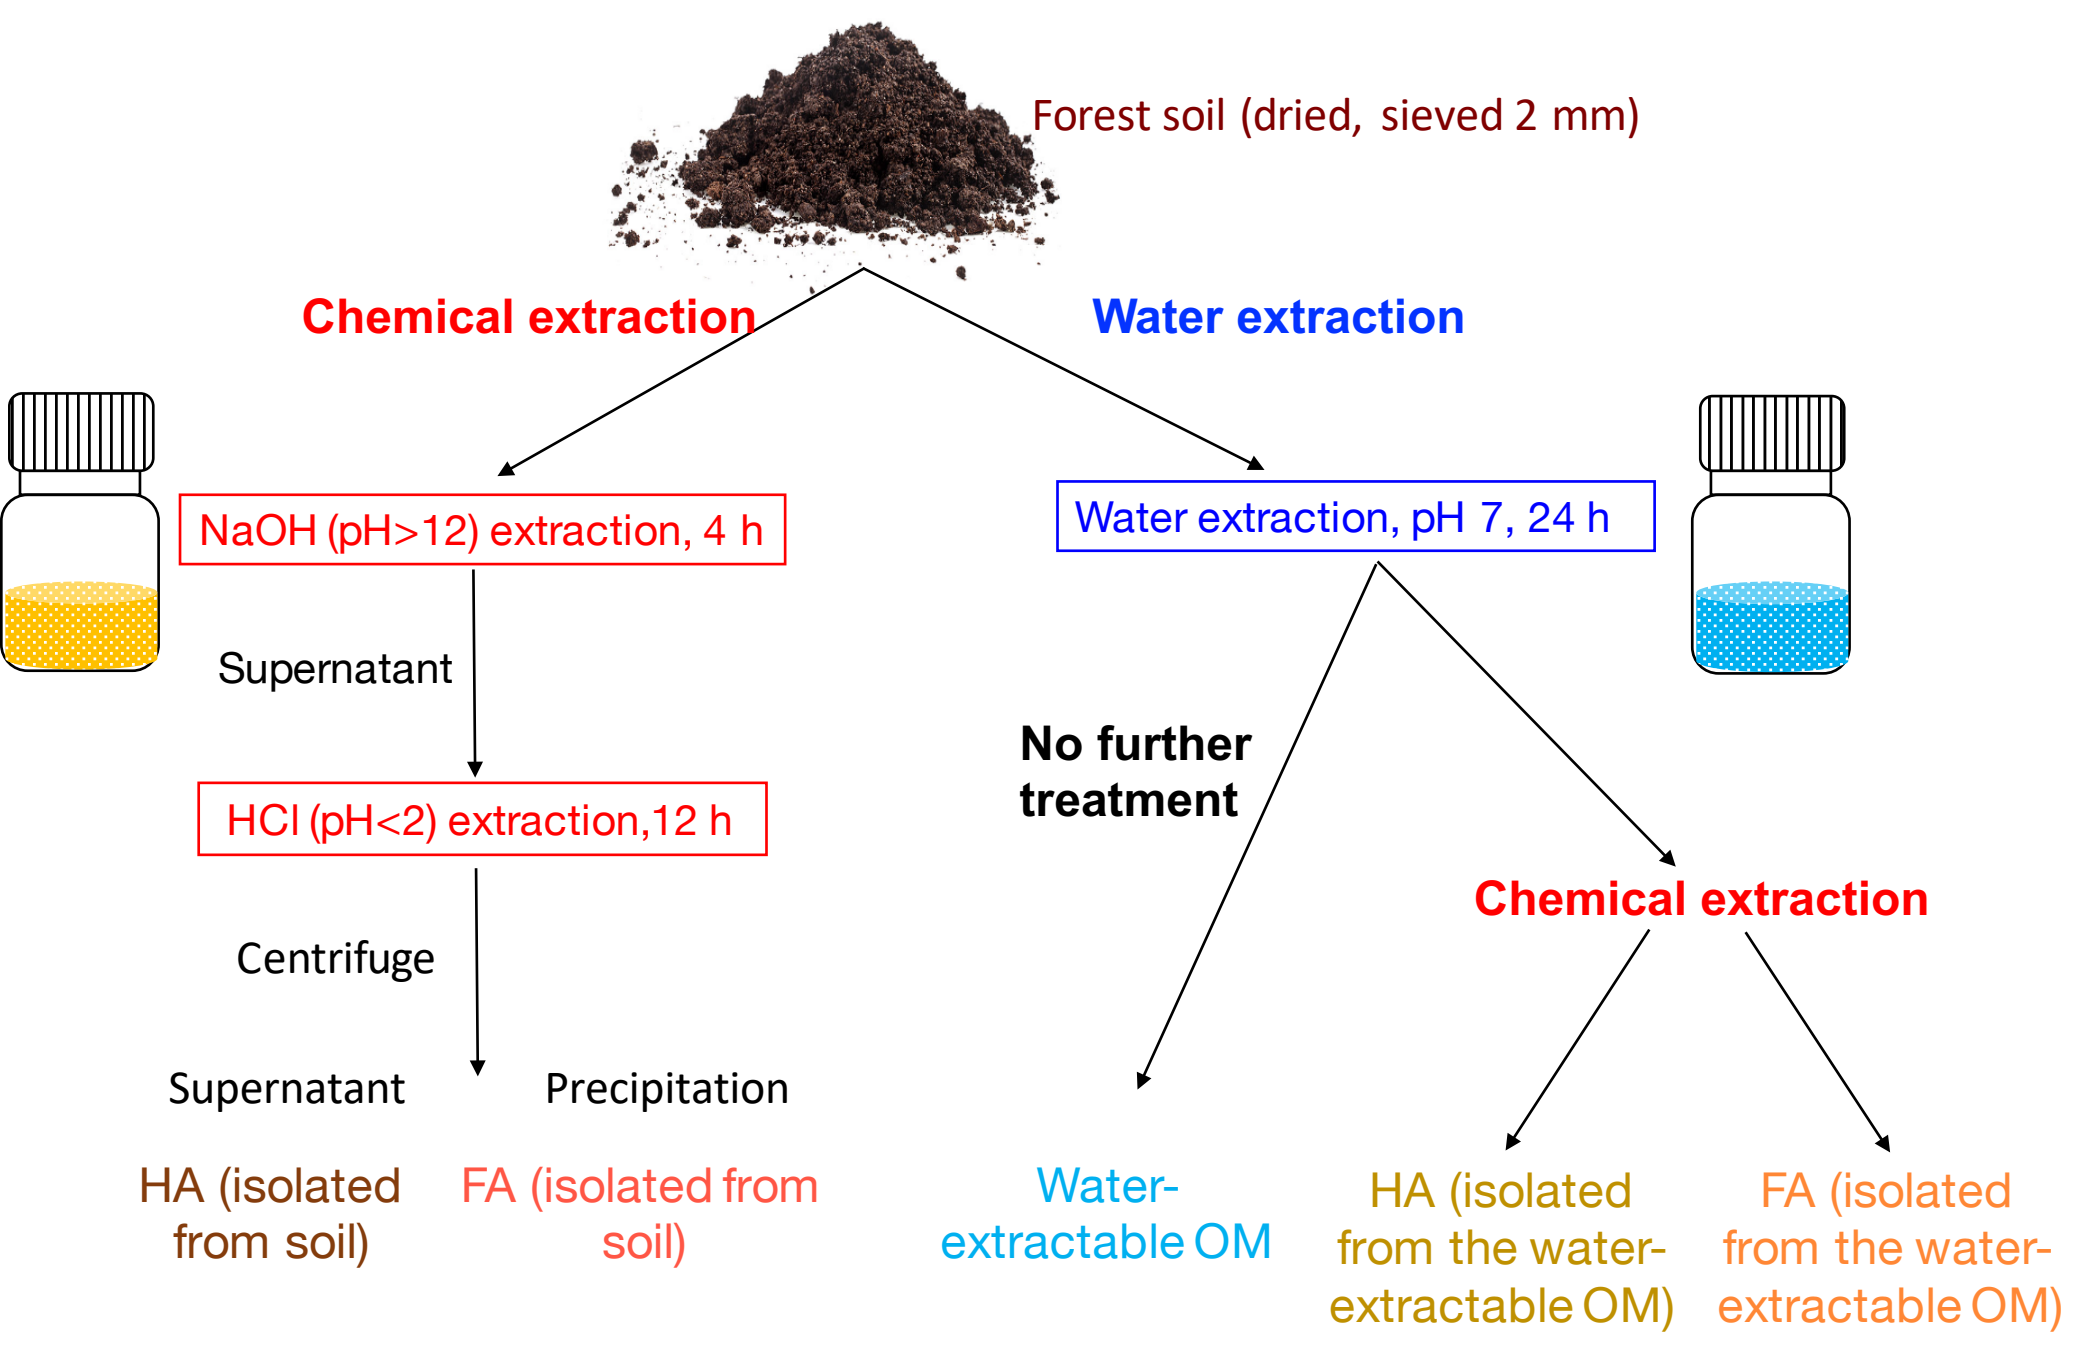 Forest soil (dried, sieved 2 mm)
Chemical extraction
Water extraction
NaOH (pH>12) extraction, 4 h
Water extraction, pH 7, 24 h
Supernatant
No further
treatment
HCl (pH<2) extraction,12 h
Chemical extraction
Centrifuge
Supernatant
Precipitation
HA (isolated
from soil)
FA (isolated from
soil)
Water-
extractable OM
HA (isolated
from the water-
extractable OM)
FA (isolated
from the water-
extractable OM)